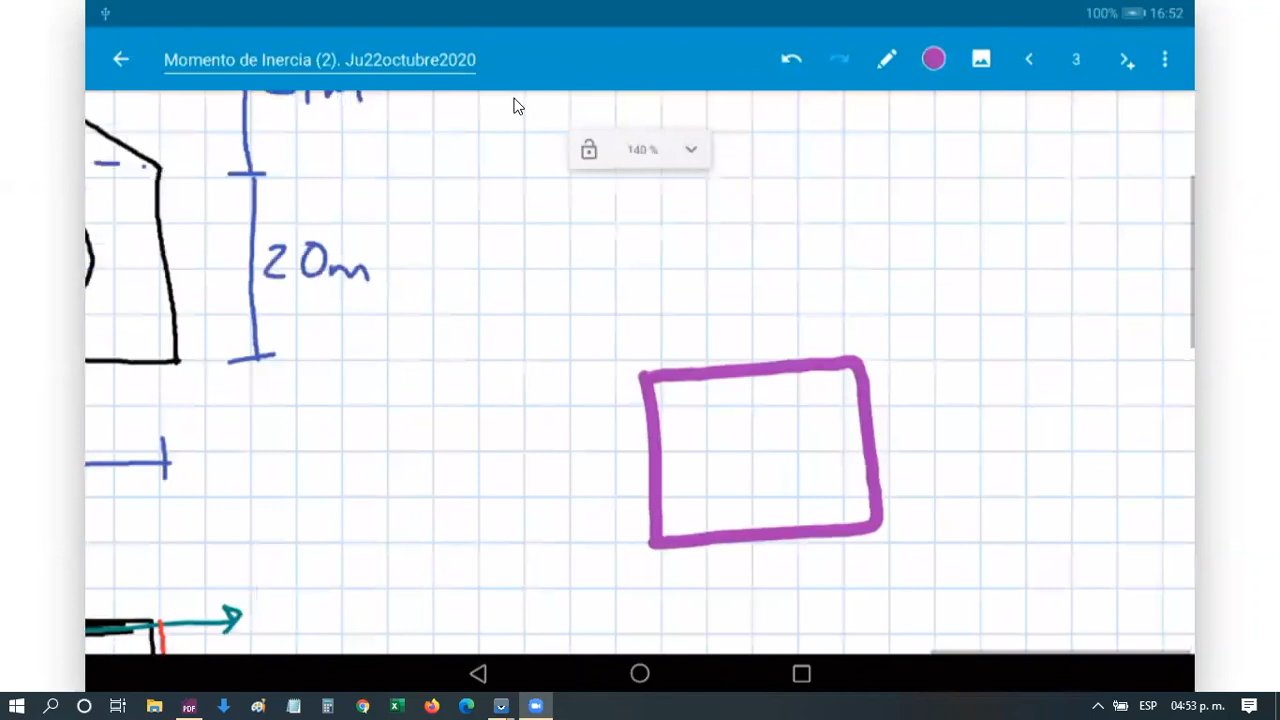 100% 16:52
Momento de Inercia (2). Ju22octubre2020
3
140 %
20m
ESP 04:53 p. m.